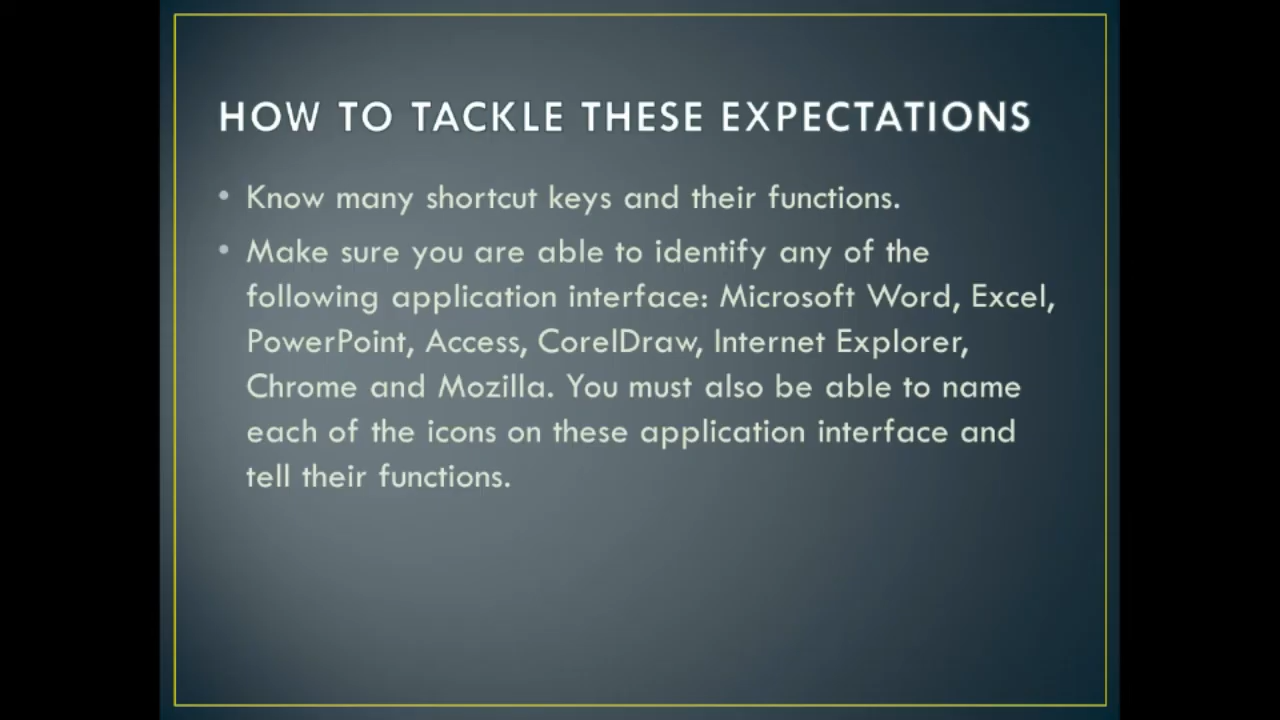 HOW TO TACKLE THESE EXPECTATIONS
• Know many shortcut keys and their functions.
• Make sure you are able to identify any of the
following application interface: Microsoft Word, Excel,
PowerPoint, Access, CorelDraw, Internet Explorer,
Chrome and Mozilla. You must also be able to name
each of the icons on these application interface and
tell their functions.